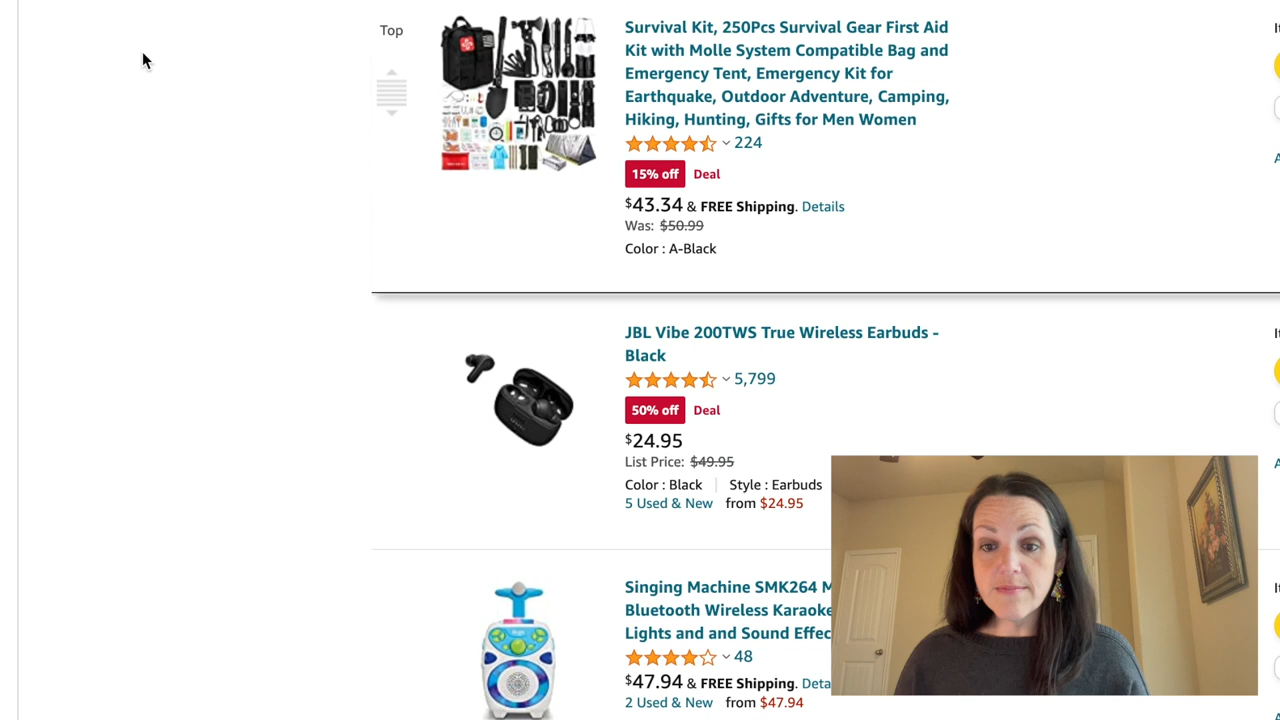 Top
Survival Kit, 250Pcs Survival Gear First Aid
Kit with Molle System Compatible Bag and
Emergency Tent, Emergency Kit for
Earthquake, Outdoor Adventure, Camping,
Hiking, Hunting, Gifts for Men Women
224
15% off Deal
$43.34 & FREE Shipping. Details
Was: $50.99
Color : A-Black
JBL Vibe 200TWS True Wireless Earbuds -
Black
5,799
50% off Deal
$24.95
List Price: $49.95
Color : Black | Style : Earbuds
5 Used & New from $24.95
Singing Machine SMK264 M
Bluetooth Wireless Karaoke
Lights and and Sound Effec
48
$47.94 & FREE Shipping. Deta
2 Used & New from $47.94